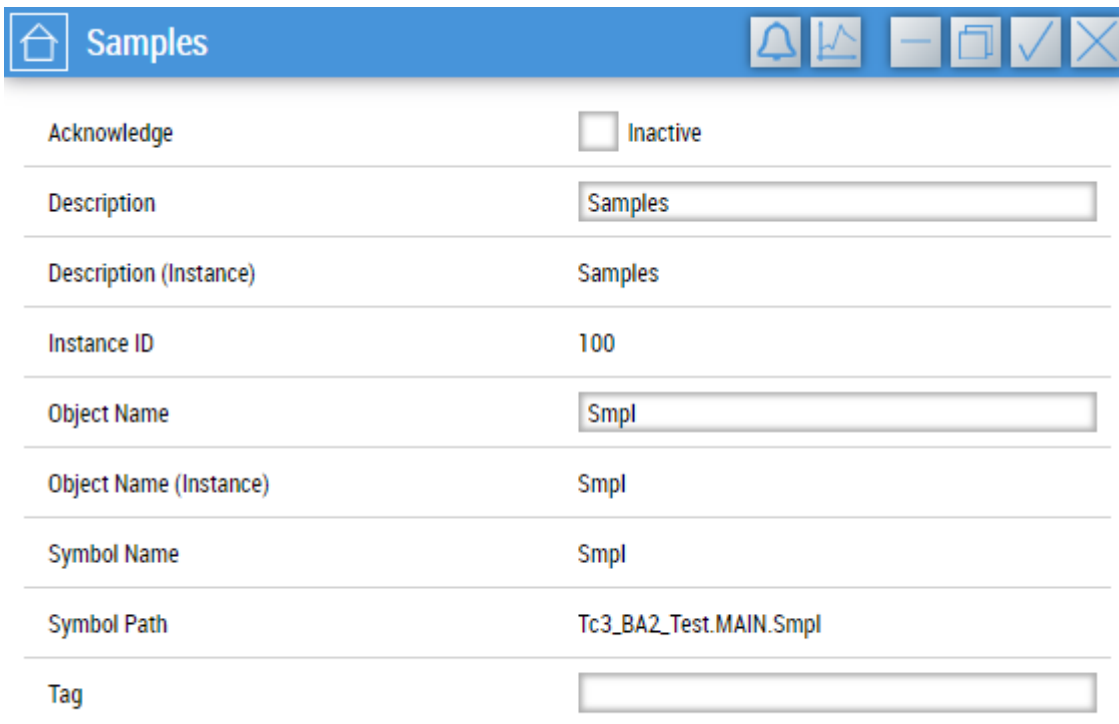 Samples
Acknowledge Inactive
Description Samples
Description (Instance) Samples
Instance ID 100
Object Name Smpl
Object Name (Instance) Smpl
Symbol Name Smpl
Symbol Path Tc3_BA2_Test.MAIN.Smpl
Tag